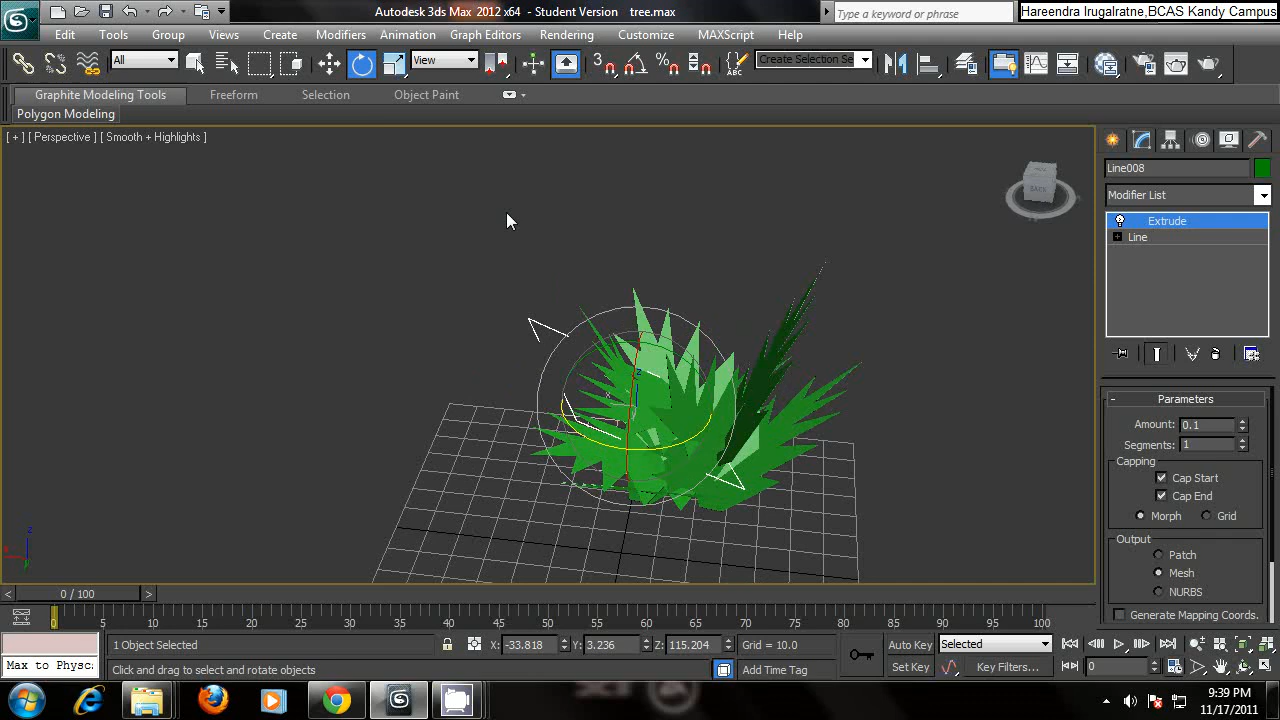 Autodesk 3ds Max 2012 x64 - Student Version tree.max
Type a keyword or phrase
Hareendra Irugalratne,BCAS Kandy Campus
Edit Tools Group Views Create Modifiers Animation Graph Editors Rendering Customize MAXScript Help
All
View
3
Create Selection Se
Graphite Modeling Tools Freeform Selection Object Paint
Polygon Modeling
[ + ] [ Perspective ] [ Smooth + Highlights ]
BACK
Line008
Modifier List
Extrude
Line
Parameters
Amount: 0.1
Segments: 1
Capping
Cap Start
Cap End
Morph Grid
Output
Patch
Mesh
NURBS
Generate Mapping Coords.
z
x
y
z
0 / 100
0 5 10 15 20 25 30 35 40 45 50 55 60 65 70 75 80 85 90 95 100
1 Object Selected
X: -33.818 Y: 3.236 Z: 115.204
Grid = 10.0
Auto Key
Selected
Max to Physc
Click and drag to select and rotate objects
Add Time Tag
Set Key
Key Filters...
0
9:39 PM
11/17/2011